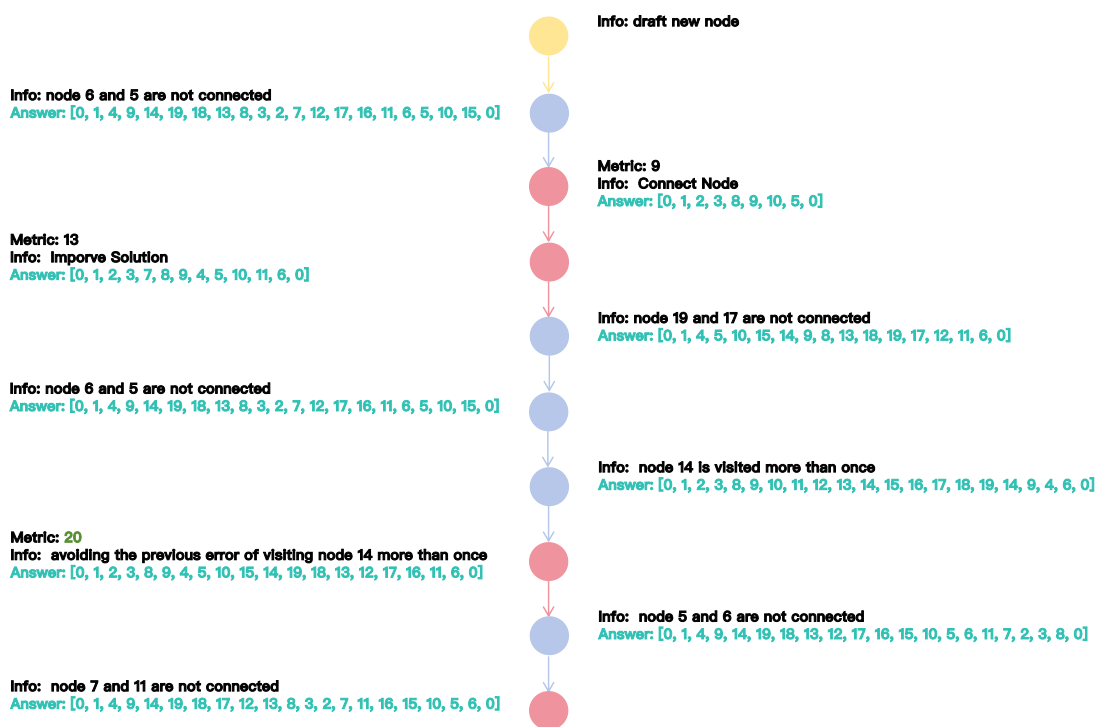 Info: draft new node
Info: node 6 and 5 are not connected
Answer: [0, 1, 4, 9, 14, 19, 18, 13, 8, 3, 2, 7, 12, 17, 16, 11, 6, 5, 10, 15, 0]
Metric: 9
Info: Connect Node
Answer: [0, 1, 2, 3, 8, 9, 10, 5, 0]
Metric: 13
Info: Imporve Solution
Answer: [0, 1, 2, 3, 7, 8, 9, 4, 5, 10, 11, 6, 0]
Info: node 19 and 17 are not connected
Answer: [0, 1, 4, 5, 10, 15, 14, 9, 8, 13, 18, 19, 17, 12, 11, 6, 0]
Info: node 6 and 5 are not connected
Answer: [0, 1, 4, 9, 14, 19, 18, 13, 8, 3, 2, 7, 12, 17, 16, 11, 6, 5, 10, 15, 0]
Info: node 14 is visited more than once
Answer: [0, 1, 2, 3, 8, 9, 10, 11, 12, 13, 14, 15, 16, 17, 18, 19, 14, 9, 4, 6, 0]
Metric: 20
Info: avoiding the previous error of visiting node 14 more than once
Answer: [0, 1, 2, 3, 8, 9, 4, 5, 10, 15, 14, 19, 18, 13, 12, 17, 16, 11, 6, 0]
Info: node 5 and 6 are not connected
Answer: [0, 1, 4, 9, 14, 19, 18, 13, 12, 17, 16, 15, 10, 5, 6, 11, 7, 2, 3, 8, 0]
Info: node 7 and 11 are not connected
Answer: [0, 1, 4, 9, 14, 19, 18, 17, 12, 13, 8, 3, 2, 7, 11, 16, 15, 10, 5, 6, 0]